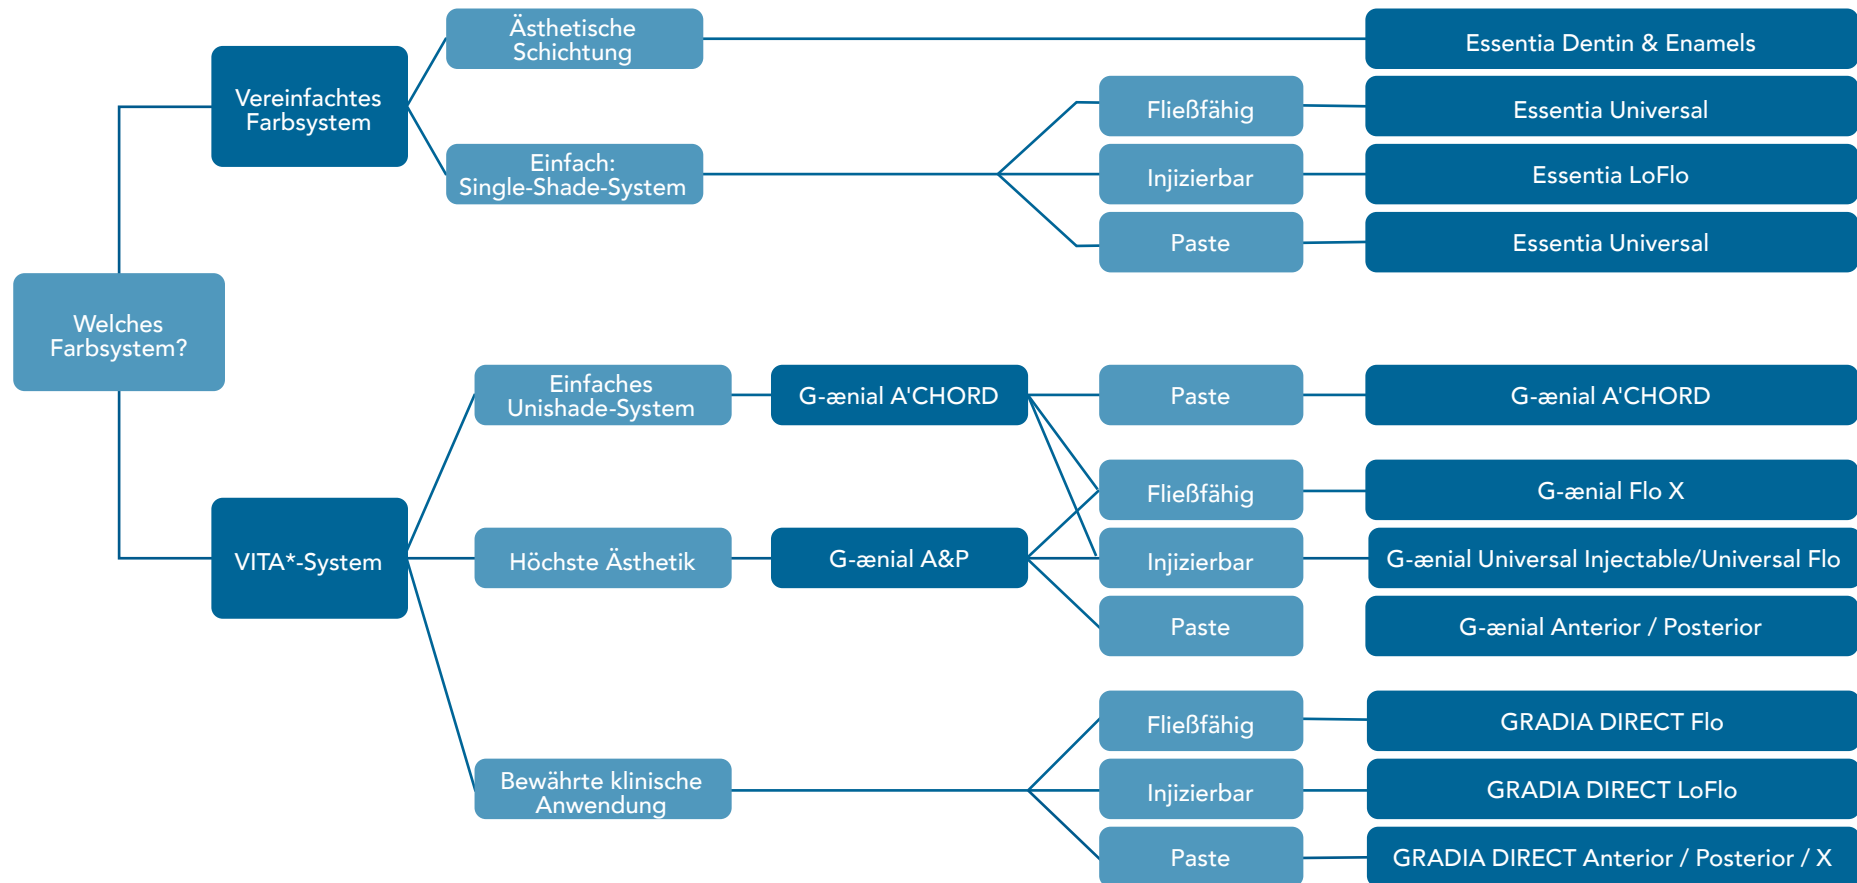 Welches
Farbsystem?
Vereinfachtes
Farbsystem
Ästhetische
Schichtung
Essentia Dentin & Enamels
Einfach:
Single-Shade-System
Fließfähig
Essentia Universal
Injizierbar
Essentia LoFlo
Paste
Essentia Universal
VITA*-System
Einfaches
Unishade-System
G-ænial A'CHORD
Paste
G-ænial A'CHORD
Fließfähig
G-ænial Flo X
Höchste Ästhetik
G-ænial A&P
Injizierbar
G-ænial Universal Injectable/Universal Flo
Paste
G-ænial Anterior / Posterior
Bewährte klinische
Anwendung
Fließfähig
GRADIA DIRECT Flo
Injizierbar
GRADIA DIRECT LoFlo
Paste
GRADIA DIRECT Anterior / Posterior / X